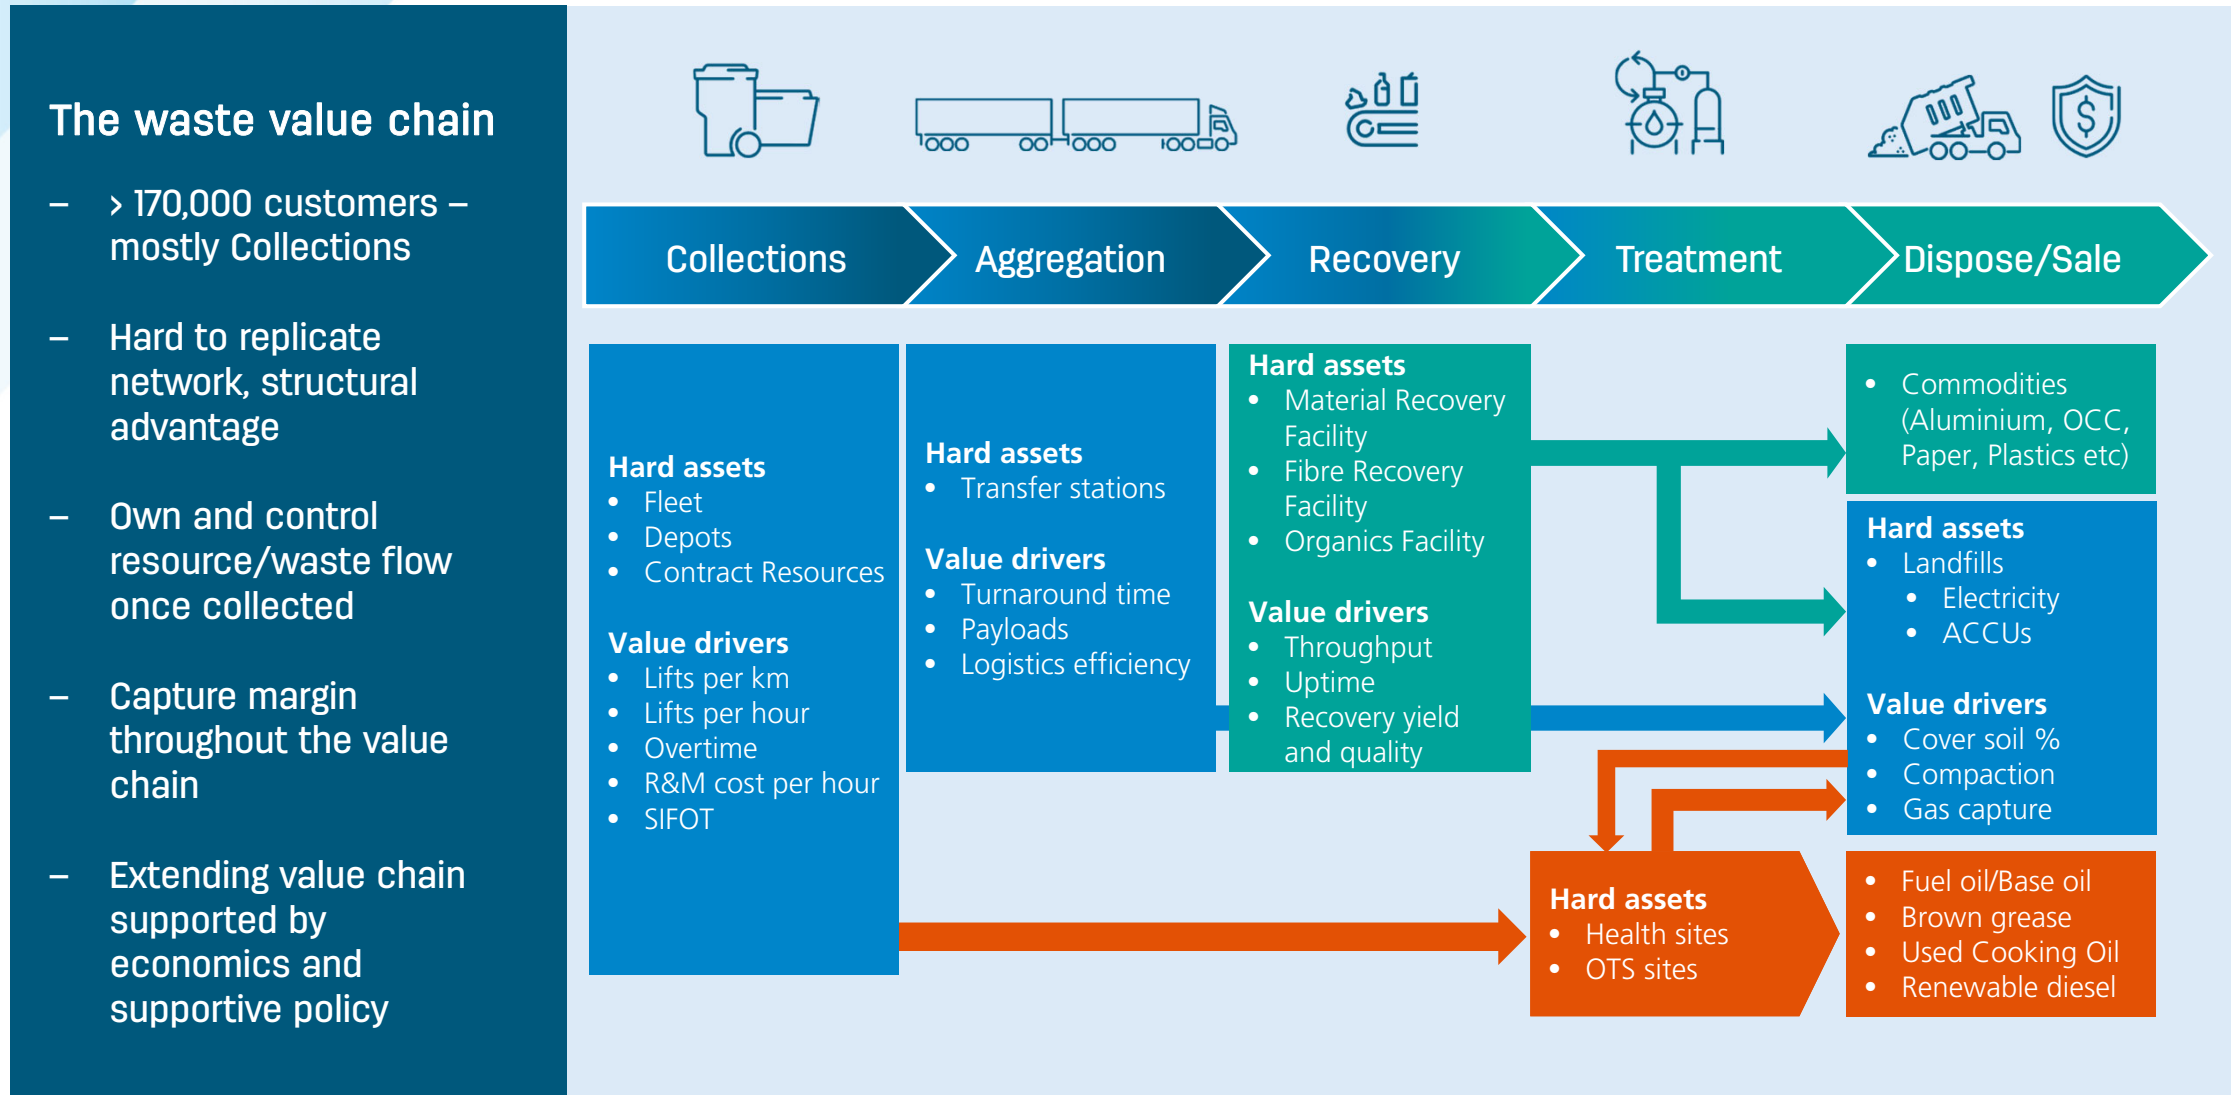 The waste value chain
– > 170,000 customers –
mostly Collections
– Hard to replicate
network, structural
advantage
– Own and control
resource/waste flow
once collected
– Capture margin
throughout the value
chain
– Extending value chain
supported by
economics and
supportive policy
Collections
Aggregation
Recovery
Treatment
Dispose/Sale
Hard assets
• Fleet
• Depots
• Contract Resources
Value drivers
• Lifts per km
• Lifts per hour
• Overtime
• R&M cost per hour
• SIFOT
Hard assets
• Transfer stations
Value drivers
• Turnaround time
• Payloads
• Logistics efficiency
Hard assets
• Material Recovery
Facility
• Fibre Recovery
Facility
• Organics Facility
Value drivers
• Throughput
• Uptime
• Recovery yield
and quality
Hard assets
• Health sites
• OTS sites
• Commodities
(Aluminium, OCC,
Paper, Plastics etc)
Hard assets
• Landfills
• Electricity
• ACCUs
Value drivers
• Cover soil %
• Compaction
• Gas capture
• Fuel oil/Base oil
• Brown grease
• Used Cooking Oil
• Renewable diesel
$